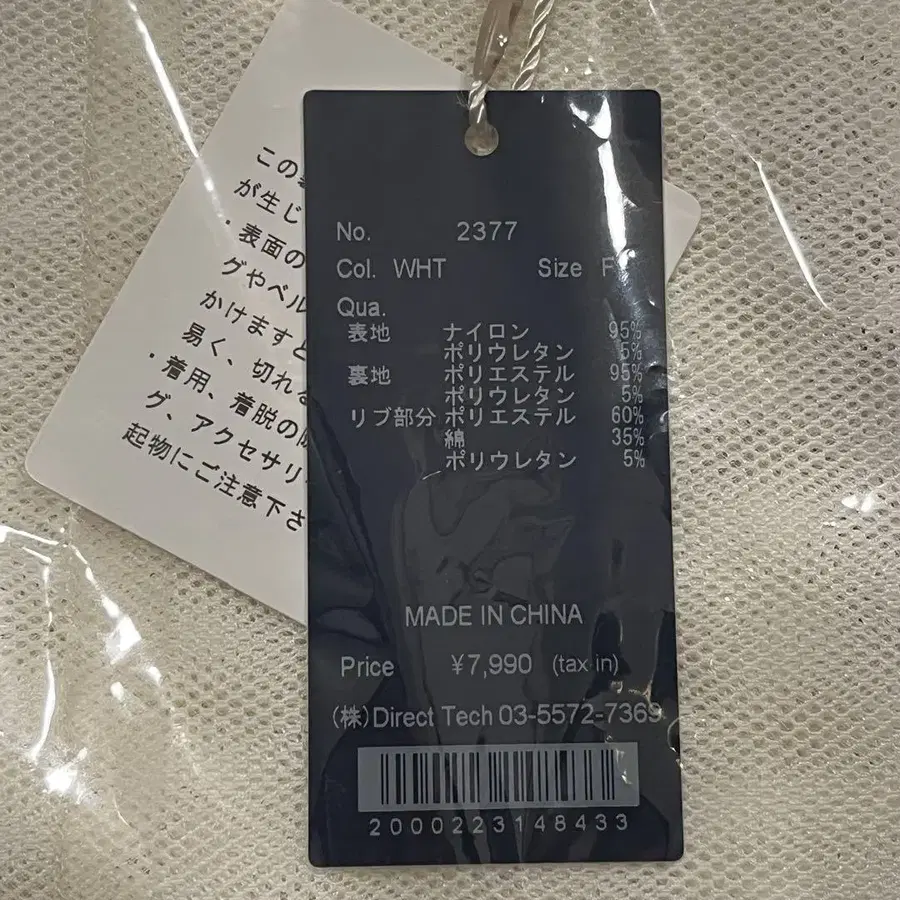 No. 2377
Col. WHT Size F
Qua.
表地 ナイロン 95%
ポリウレタン 5%
裏地 ポリエステル 95%
ポリウレタン 5%
リブ部分 ポリエステル 60%
綿 35%
ポリウレタン 5%
MADE IN CHINA
Price ¥7,990 (tax in)
(株)Direct Tech 03-5572-7369
2000223148433
この
が生じ
・表面の
グやベル
かけますと
易く、切れる
・着用、着脱の
グ、アクセサリ
起物にご注意下さ